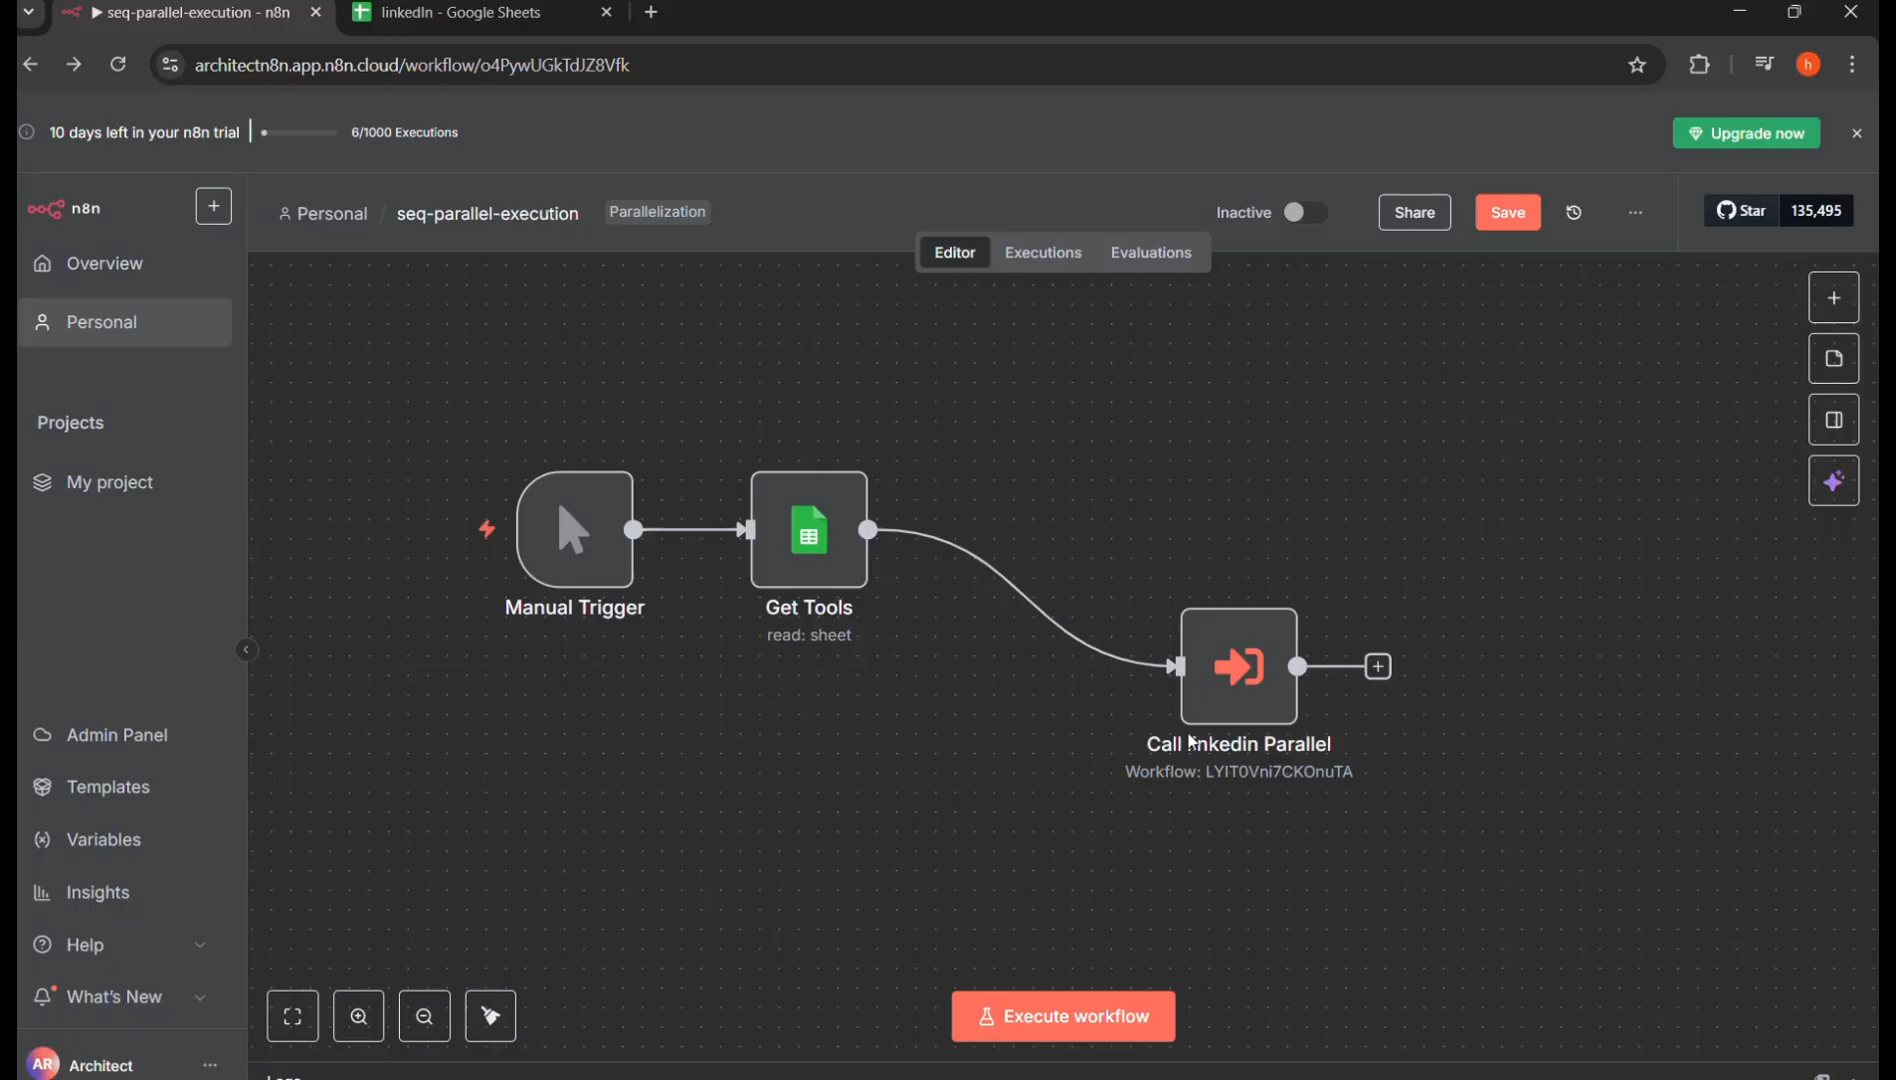 seq-parallel-execution - n8n
linkedIn - Google Sheets
architectn8n.app.n8n.cloud/workflow/o4PywUGkTdJZ8Vfk
h
10 days left in your n8n trial
6/1000 Executions
Upgrade now
n8n
Personal / seq-parallel-execution
Parallelization
Inactive
Share
Save
Star
135,495
Editor
Executions
Evaluations
Overview
Personal
Projects
My project
Manual Trigger
Get Tools
read: sheet
Call linkedin Parallel
Workflow: LYIT0Vni7CKOnuTA
Admin Panel
Templates
Variables
Insights
Help
What's New
Execute workflow
AR
Architect